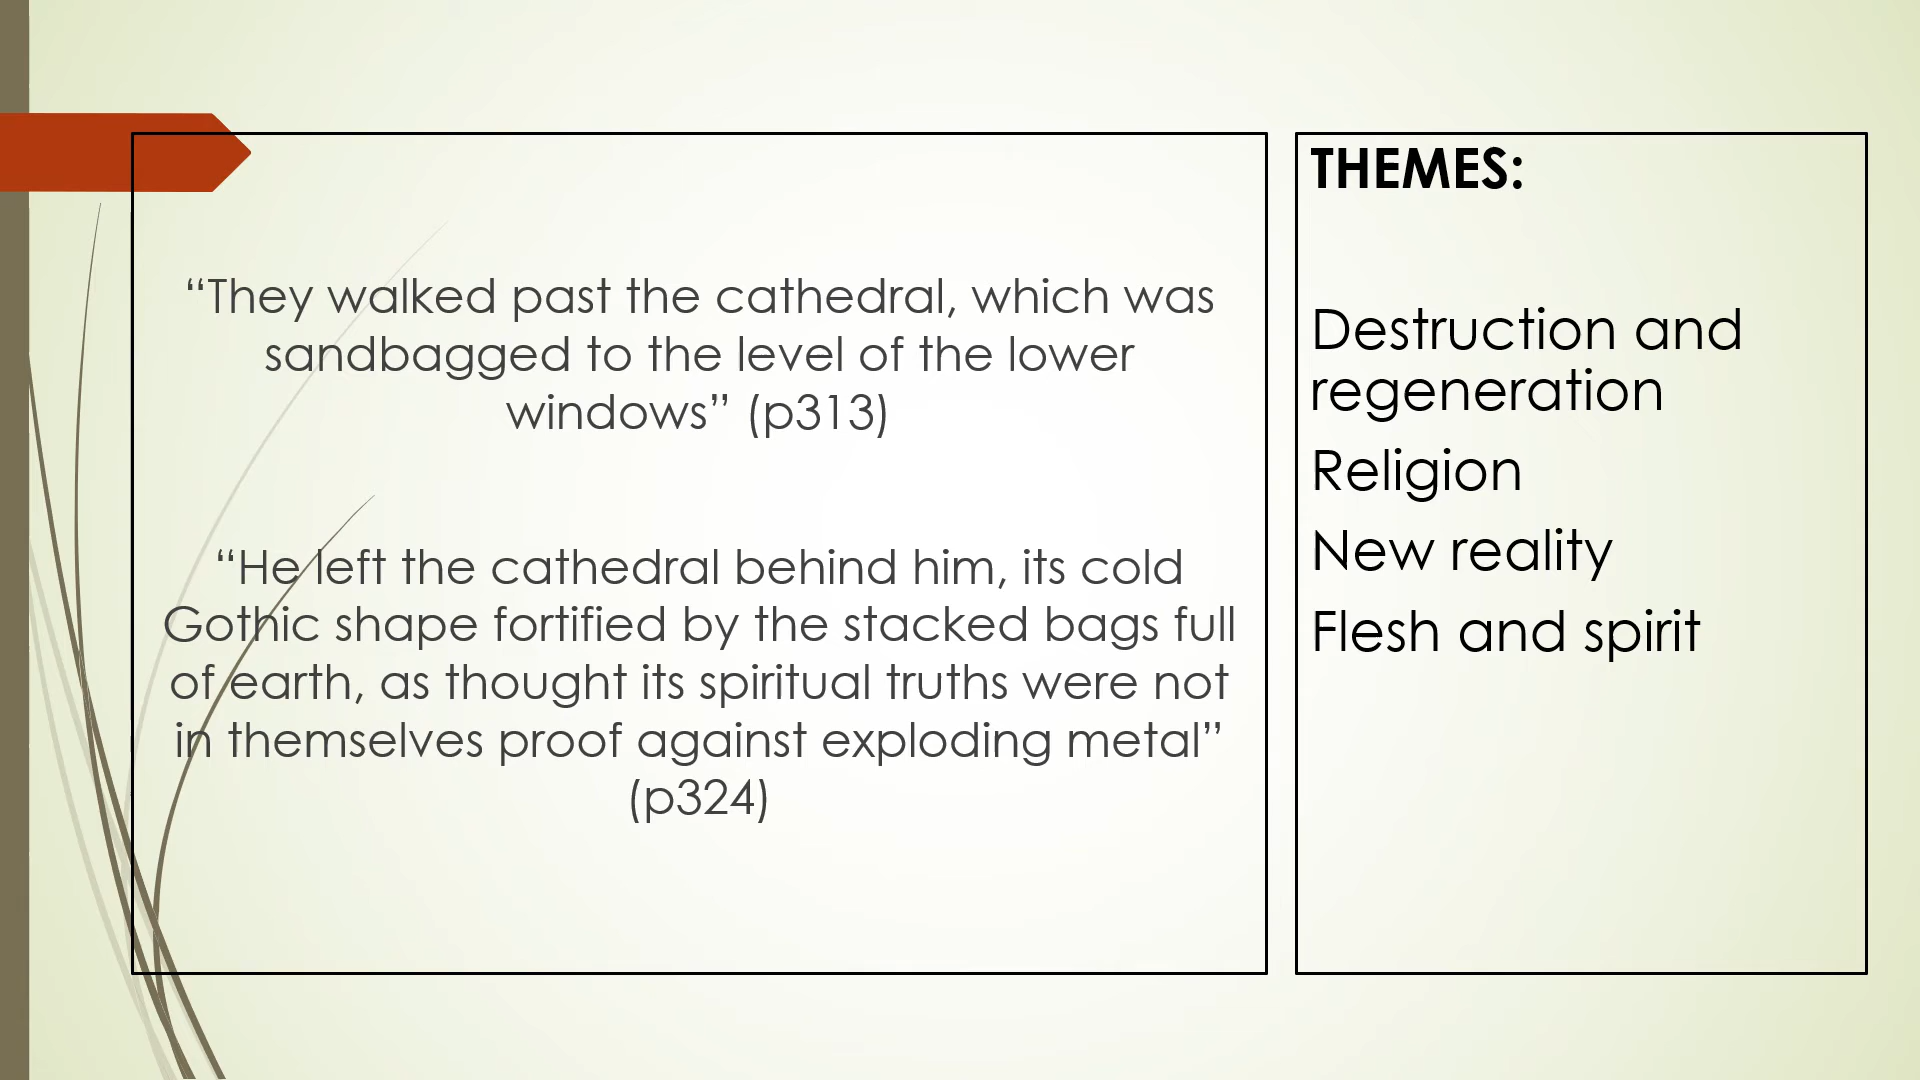 “They walked past the cathedral, which was
sandbagged to the level of the lower
windows” (p313)
“He left the cathedral behind him, its cold
Gothic shape fortified by the stacked bags full
of earth, as thought its spiritual truths were not
in themselves proof against exploding metal”
(p324)
THEMES:
Destruction and
regeneration
Religion
New reality
Flesh and spirit